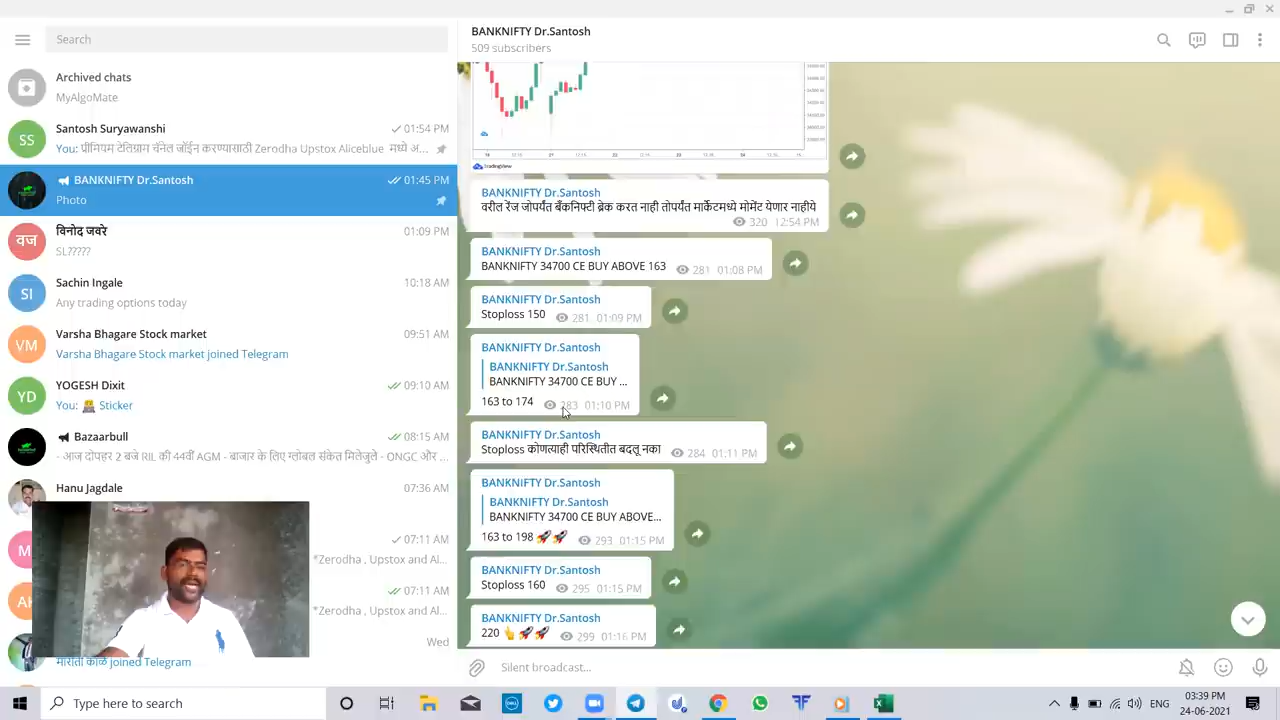 Search
Archived chats
MyAlgoMate
SS
Santosh Suryawanshi
01:54 PM
You: पीनिक्स टेलिग्राम चॅनेल जॉईन करण्यासाठी Zerodha Upstox Aliceblue मध्ये अ...
BANKNIFTY Dr.Santosh
01:45 PM
Photo
वज
विनोद जवरे
01:09 PM
SL?????
SI
Sachin Ingale
10:18 AM
Any trading options today
VM
Varsha Bhagare Stock market
09:51 AM
Varsha Bhagare Stock market joined Telegram
YD
YOGESH Dixit
09:10 AM
You: Sticker
Bazaarbull
08:15 AM
- आज दोपहर 2 बजे RIL की 44वीं AGM - बाजार के लिए ग्लोबल संकेत मिलेजुले - ONGC और ...
Hanu Jagdale
07:36 AM
07:11 AM
*Zerodha , Upstox and Al...
07:11 AM
*Zerodha , Upstox and Al...
Wed
joined Telegram
BANKNIFTY Dr.Santosh
509 subscribers
TradingView
BANKNIFTY Dr.Santosh
वरील रेंज जोपर्यंत बँकनिफ्टी ब्रेक करत नाही तोपर्यंत मार्केटमध्ये मोमेंट येणार नाहीये
320 12:54 PM
BANKNIFTY Dr.Santosh
BANKNIFTY 34700 CE BUY ABOVE 163 281 01:08 PM
BANKNIFTY Dr.Santosh
Stoploss 150 281 01:09 PM
BANKNIFTY Dr.Santosh
BANKNIFTY Dr.Santosh
BANKNIFTY 34700 CE BUY ...
163 to 174 283 01:10 PM
BANKNIFTY Dr.Santosh
Stoploss कोणत्याही परिस्थितीत बदलू नका 284 01:11 PM
BANKNIFTY Dr.Santosh
BANKNIFTY Dr.Santosh
BANKNIFTY 34700 CE BUY ABOVE...
163 to 198 🚀🚀 293 01:15 PM
BANKNIFTY Dr.Santosh
Stoploss 160 295 01:15 PM
BANKNIFTY Dr.Santosh
220 👆🚀🚀 299 01:16 PM
Silent broadcast...
Type here to search
ENG
03:39 PM
24-06-2021